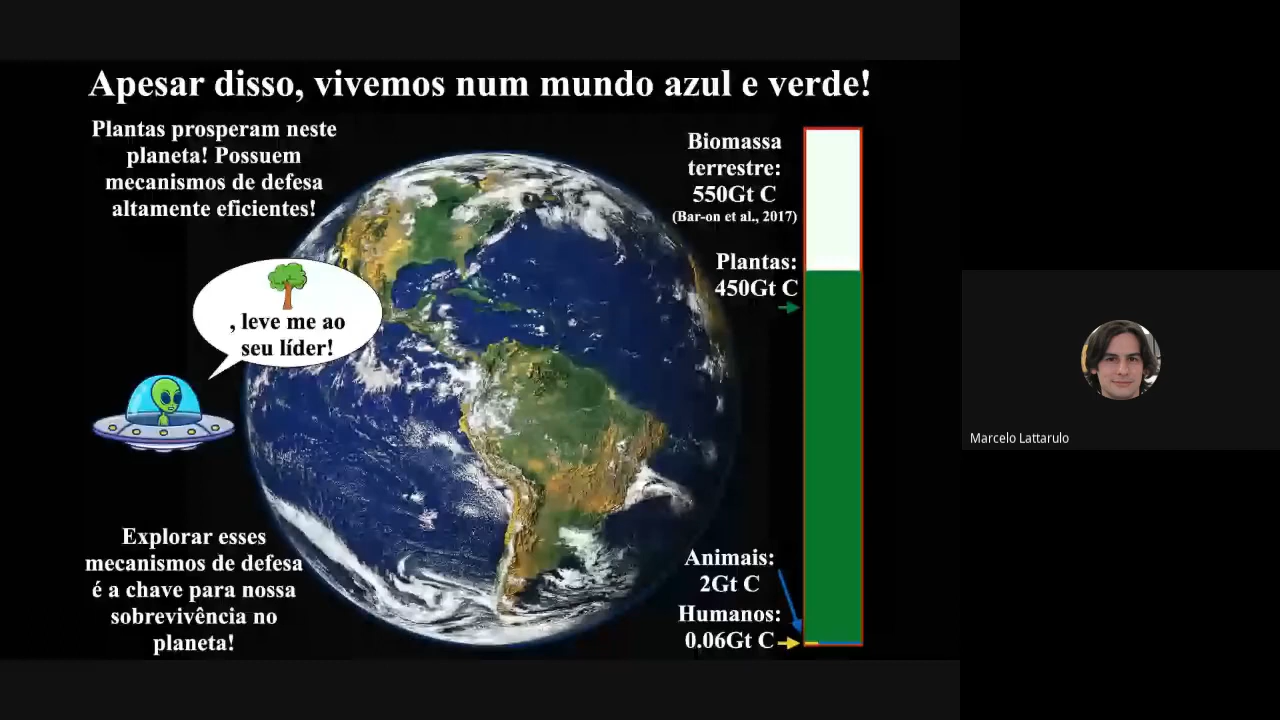 Apesar disso, vivemos num mundo azul e verde!
Plantas prosperam neste
planeta! Possuem
mecanismos de defesa
altamente eficientes!
, leve me ao
seu líder!
Explorar esses
mecanismos de defesa
é a chave para nossa
sobrevivência no
planeta!
Biomassa
terrestre:
550Gt C
(Bar-on et al., 2017)
Plantas:
450Gt C
Animais:
2Gt C
Humanos:
0.06Gt C
Marcelo Lattarulo